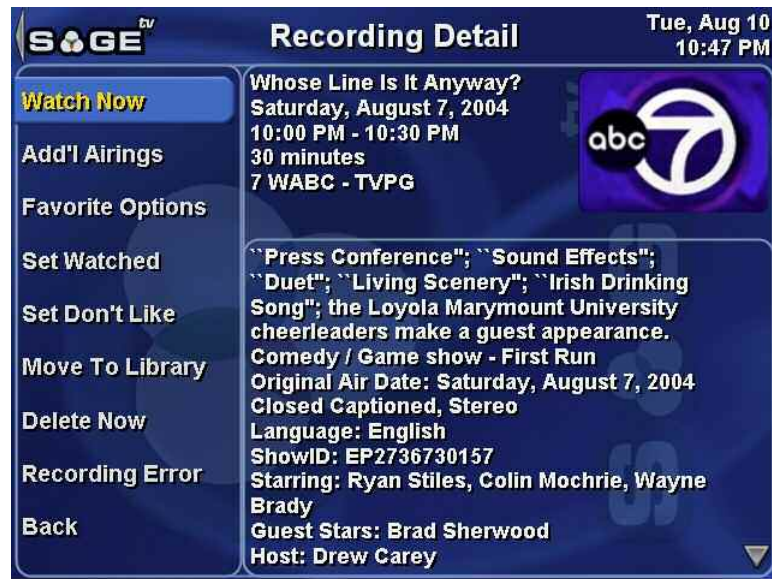 SAGE tv
Recording Detail
Tue, Aug 10
10:47 PM
Watch Now
Add'l Airings
Favorite Options
Set Watched
Set Don't Like
Move To Library
Delete Now
Recording Error
Back
Whose Line Is It Anyway?
Saturday, August 7, 2004
10:00 PM - 10:30 PM
30 minutes
7 WABC - TVPG
abc 7
``Press Conference"; ``Sound Effects";
``Duet"; ``Living Scenery"; ``Irish Drinking
Song"; the Loyola Marymount University
cheerleaders make a guest appearance.
Comedy / Game show - First Run
Original Air Date: Saturday, August 7, 2004
Closed Captioned, Stereo
Language: English
ShowID: EP2736730157
Starring: Ryan Stiles, Colin Mochrie, Wayne
Brady
Guest Stars: Brad Sherwood
Host: Drew Carey